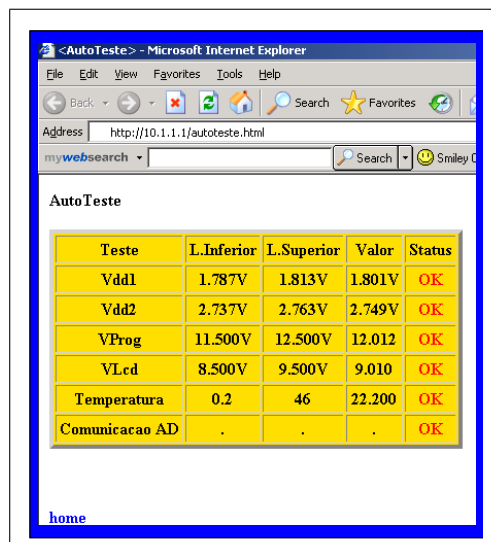 <AutoTeste> - Microsoft Internet Explorer
File Edit View Favorites Tools Help
Back Search Favorites
Address http://10.1.1.1/autoteste.html
mywebsearch Search Smiley
AutoTeste
Teste L.Inferior L.Superior Valor Status
Vdd1 1.787V 1.813V 1.801V OK
Vdd2 2.737V 2.763V 2.749V OK
VProg 11.500V 12.500V 12.012 OK
VLcd 8.500V 9.500V 9.010 OK
Temperatura 0.2 46 22.200 OK
Comunicacao AD . . . OK
home